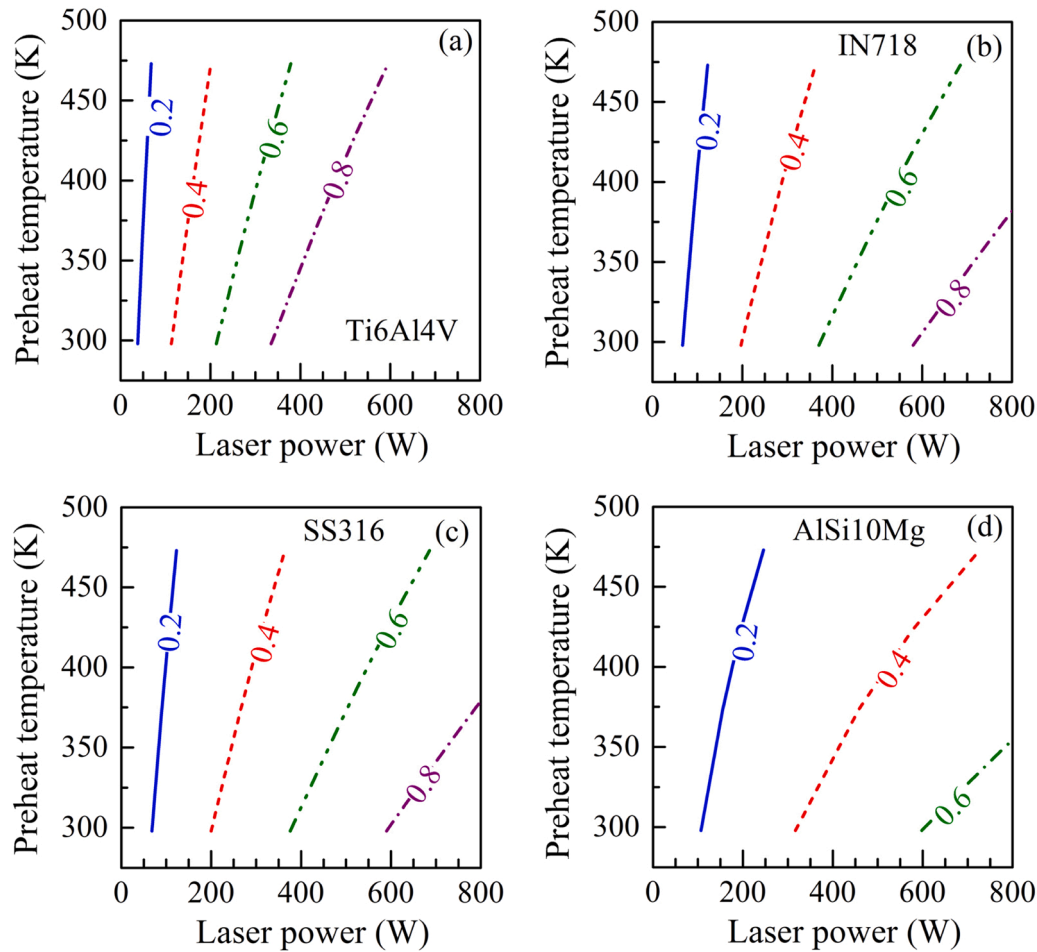 500
450
400
350
300
Preheat temperature (K)
(a)
0.2
0.4
0.6
0.8
Ti6Al4V
0 200 400 600 800
Laser power (W)
500
450
400
350
300
Preheat temperature (K)
IN718 (b)
0.2
0.4
0.6
0.8
0 200 400 600 800
Laser power (W)
500
450
400
350
300
Preheat temperature (K)
SS316 (c)
0.2
0.4
0.6
0.8
0 200 400 600 800
Laser power (W)
500
450
400
350
300
Preheat temperature (K)
AlSi10Mg (d)
0.2
0.4
0.6
0 200 400 600 800
Laser power (W)